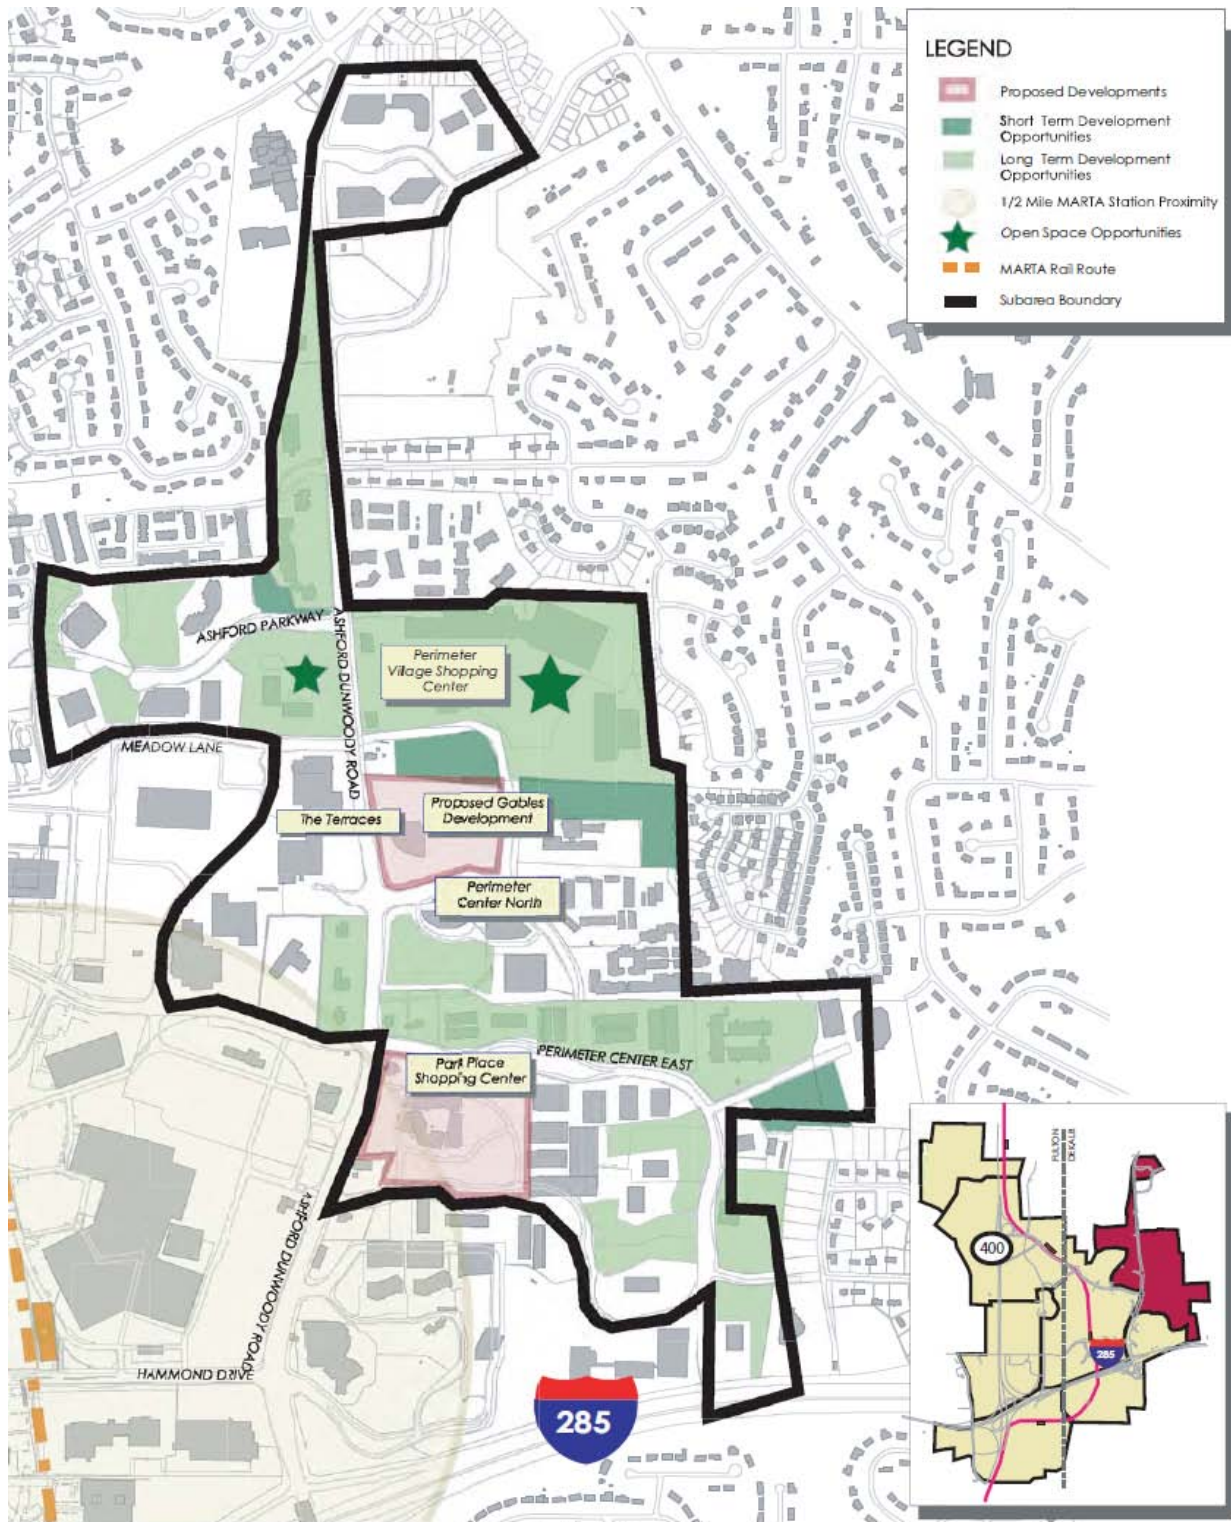 LEGEND
Proposed Developments
Short Term Development
Opportunities
Long Term Development
Opportunities
1/2 Mile MARTA Station Proximity
Open Space Opportunities
MARTA Rail Route
Subarea Boundary
ASHFORD PARKWAY
ASHFORD DUNWOODY ROAD
Perimeter
Village Shopping
Center
MEADOW LANE
The Terraces
Proposed Gables
Development
Perimeter
Center North
PERIMETER CENTER EAST
Park Place
Shopping Center
ASHFORD DUNWOODY ROAD
HAMMOND DRIVE
285
FULTON
DEKALB
400
285